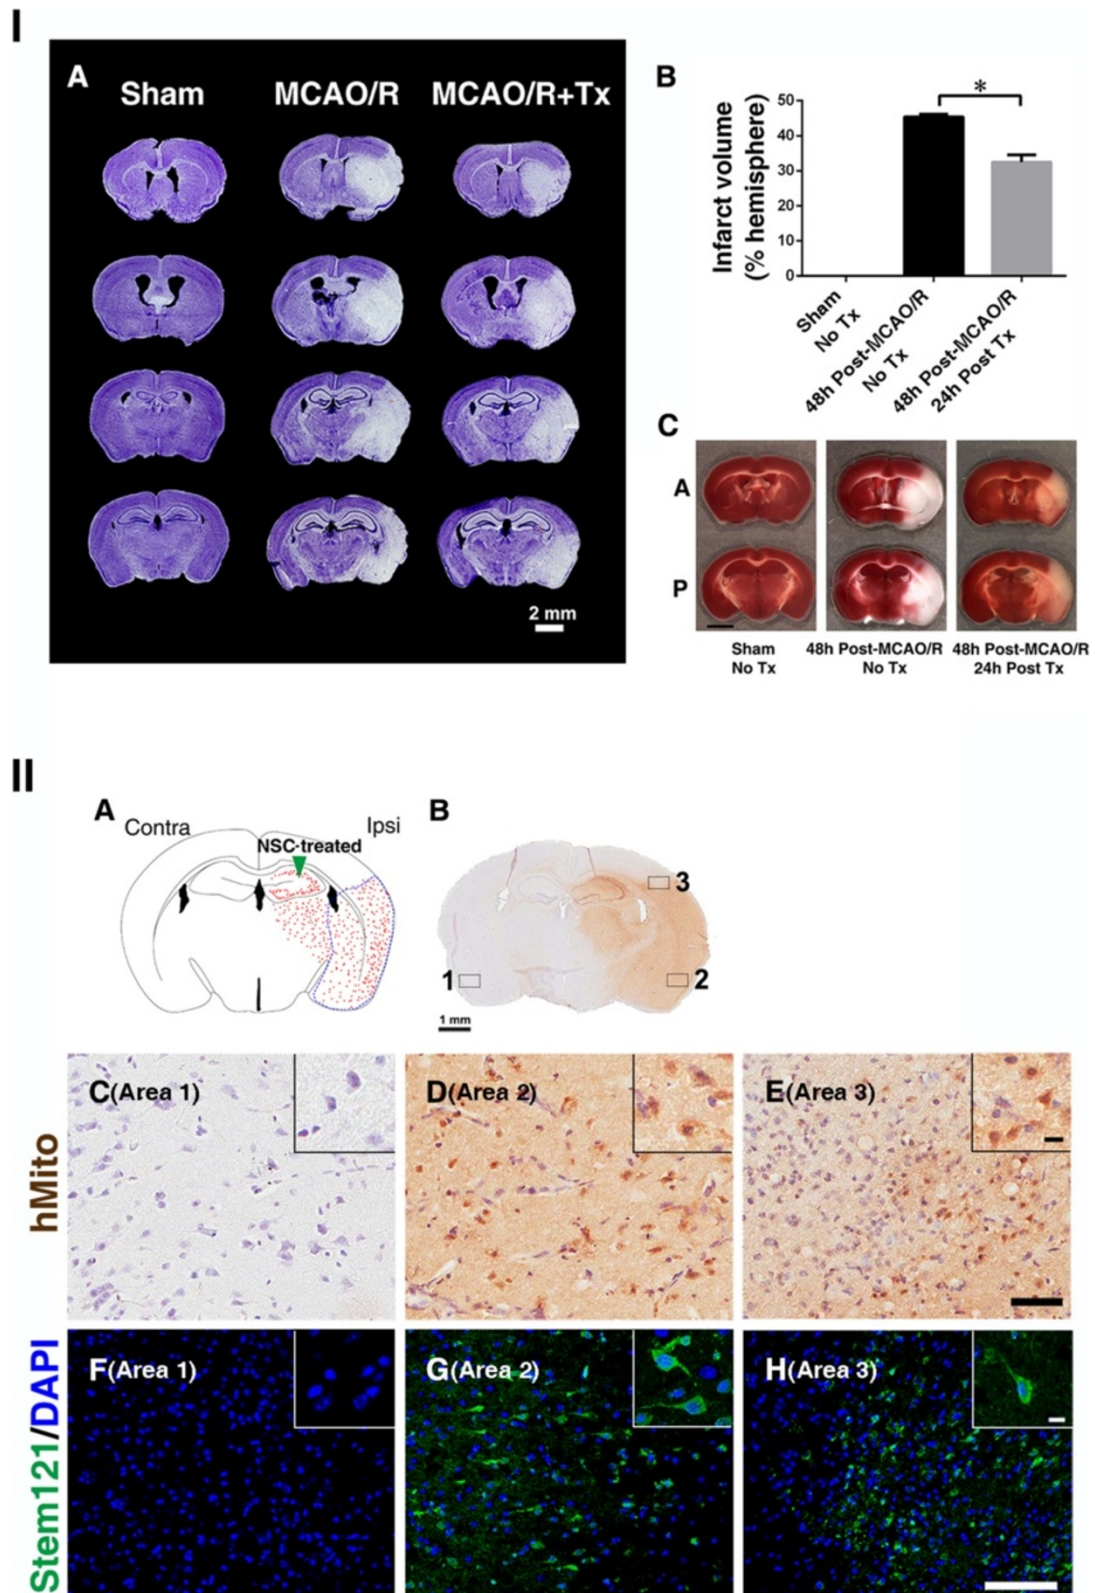 I
A
Sham
MCAO/R
MCAO/R+Tx
2 mm
B
Infarct volume
(% hemisphere)
50
40
30
20
10
0
*
Sham
No Tx
48h Post-MCAO/R
No Tx
48h Post-MCAO/R
24h Post Tx
C
A
P
Sham
No Tx
48h Post-MCAO/R
No Tx
48h Post-MCAO/R
24h Post Tx
II
A
Contra
Ipsi
NSC-treated
B
3
1
2
1 mm
hMito
C(Area 1)
D(Area 2)
E(Area 3)
Stem121/DAPI
F(Area 1)
G(Area 2)
H(Area 3)